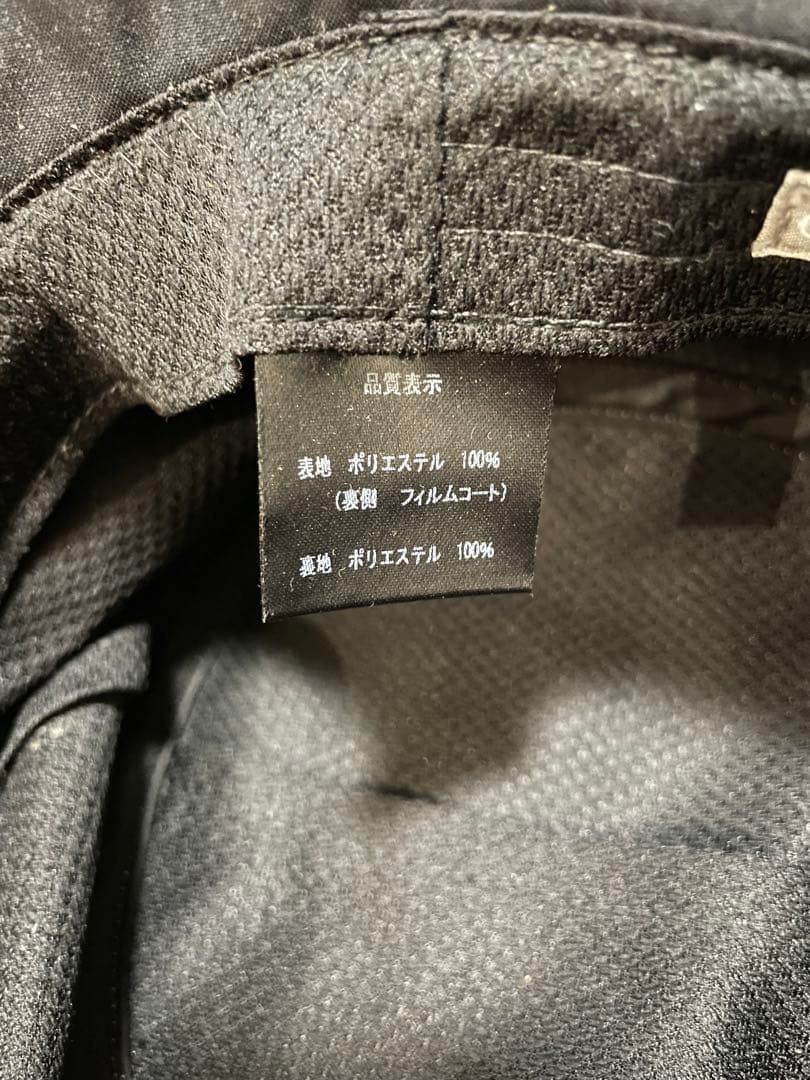 品質表示
表地 ポリエステル 100%
(裏側 フィルムコート)
裏地 ポリエステル 100%